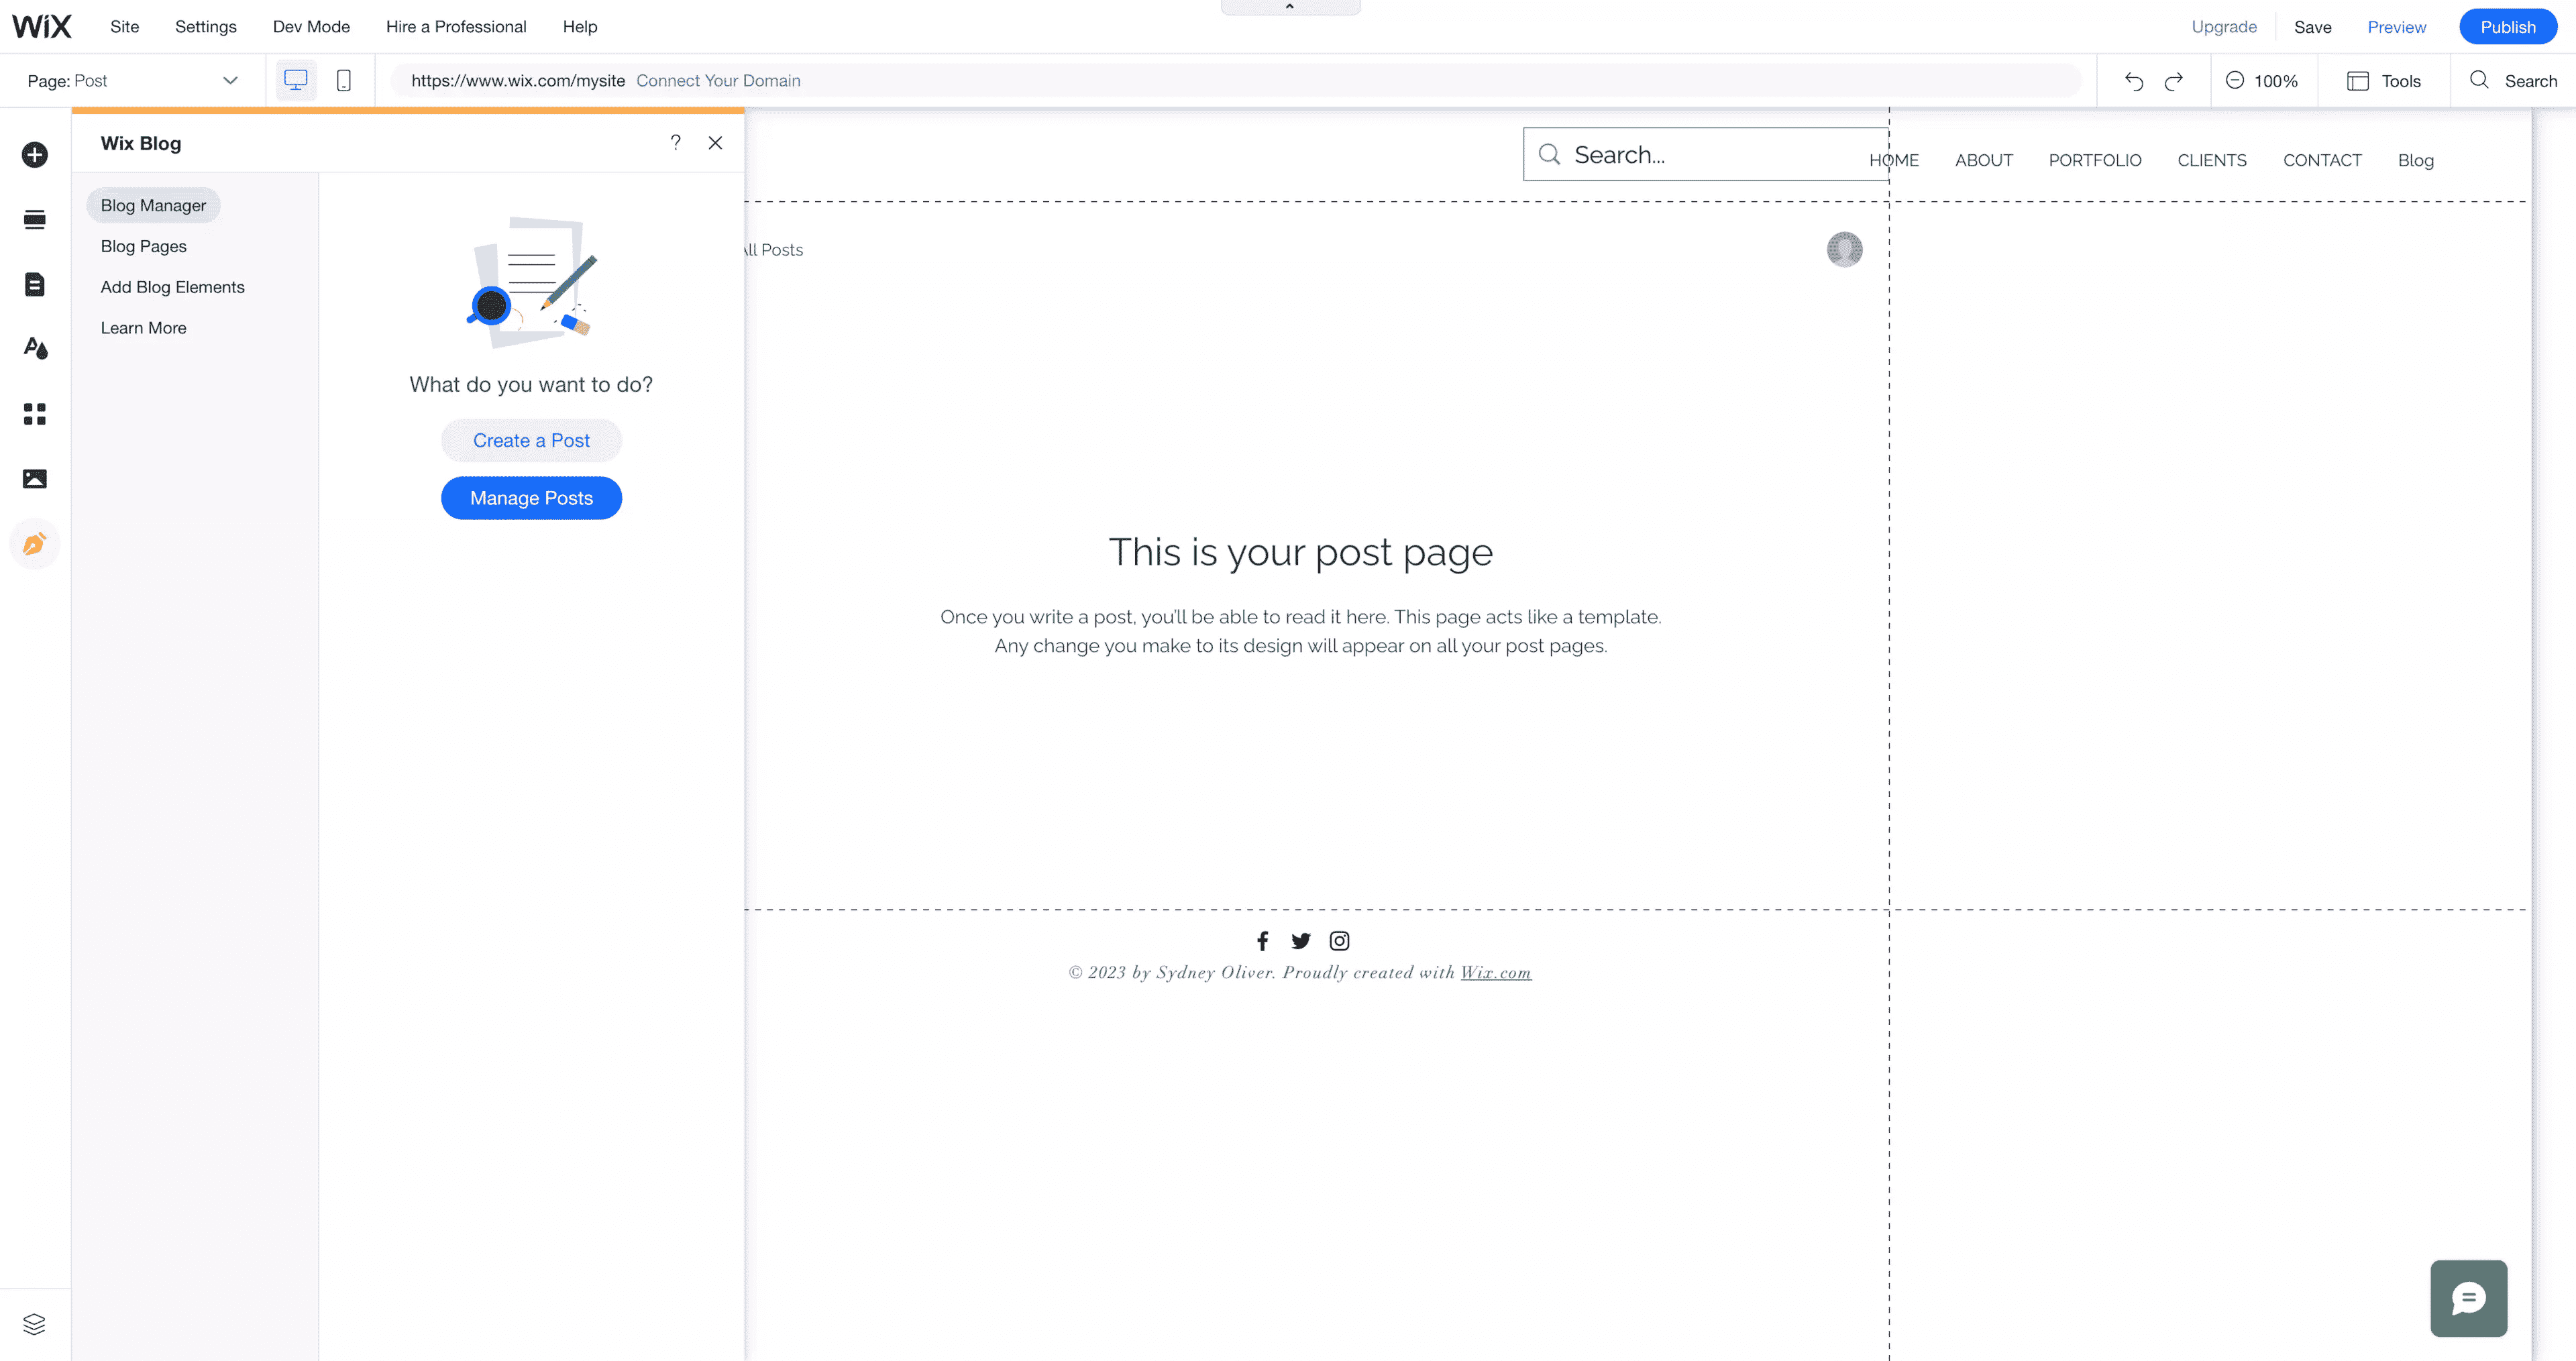 WiX Site Settings Dev Mode Hire a Professional Help Upgrade Save Preview Publish
Page: Post https://www.wix.com/mysite Connect Your Domain 100% Tools Search
Wix Blog ?
Blog Manager
Blog Pages
Add Blog Elements
Learn More
What do you want to do?
Create a Post
Manage Posts
Search...
HOME ABOUT PORTFOLIO CLIENTS CONTACT Blog
All Posts
This is your post page
Once you write a post, you'll be able to read it here. This page acts like a template.
Any change you make to its design will appear on all your post pages.
© 2023 by Sydney Oliver. Proudly created with Wix.com